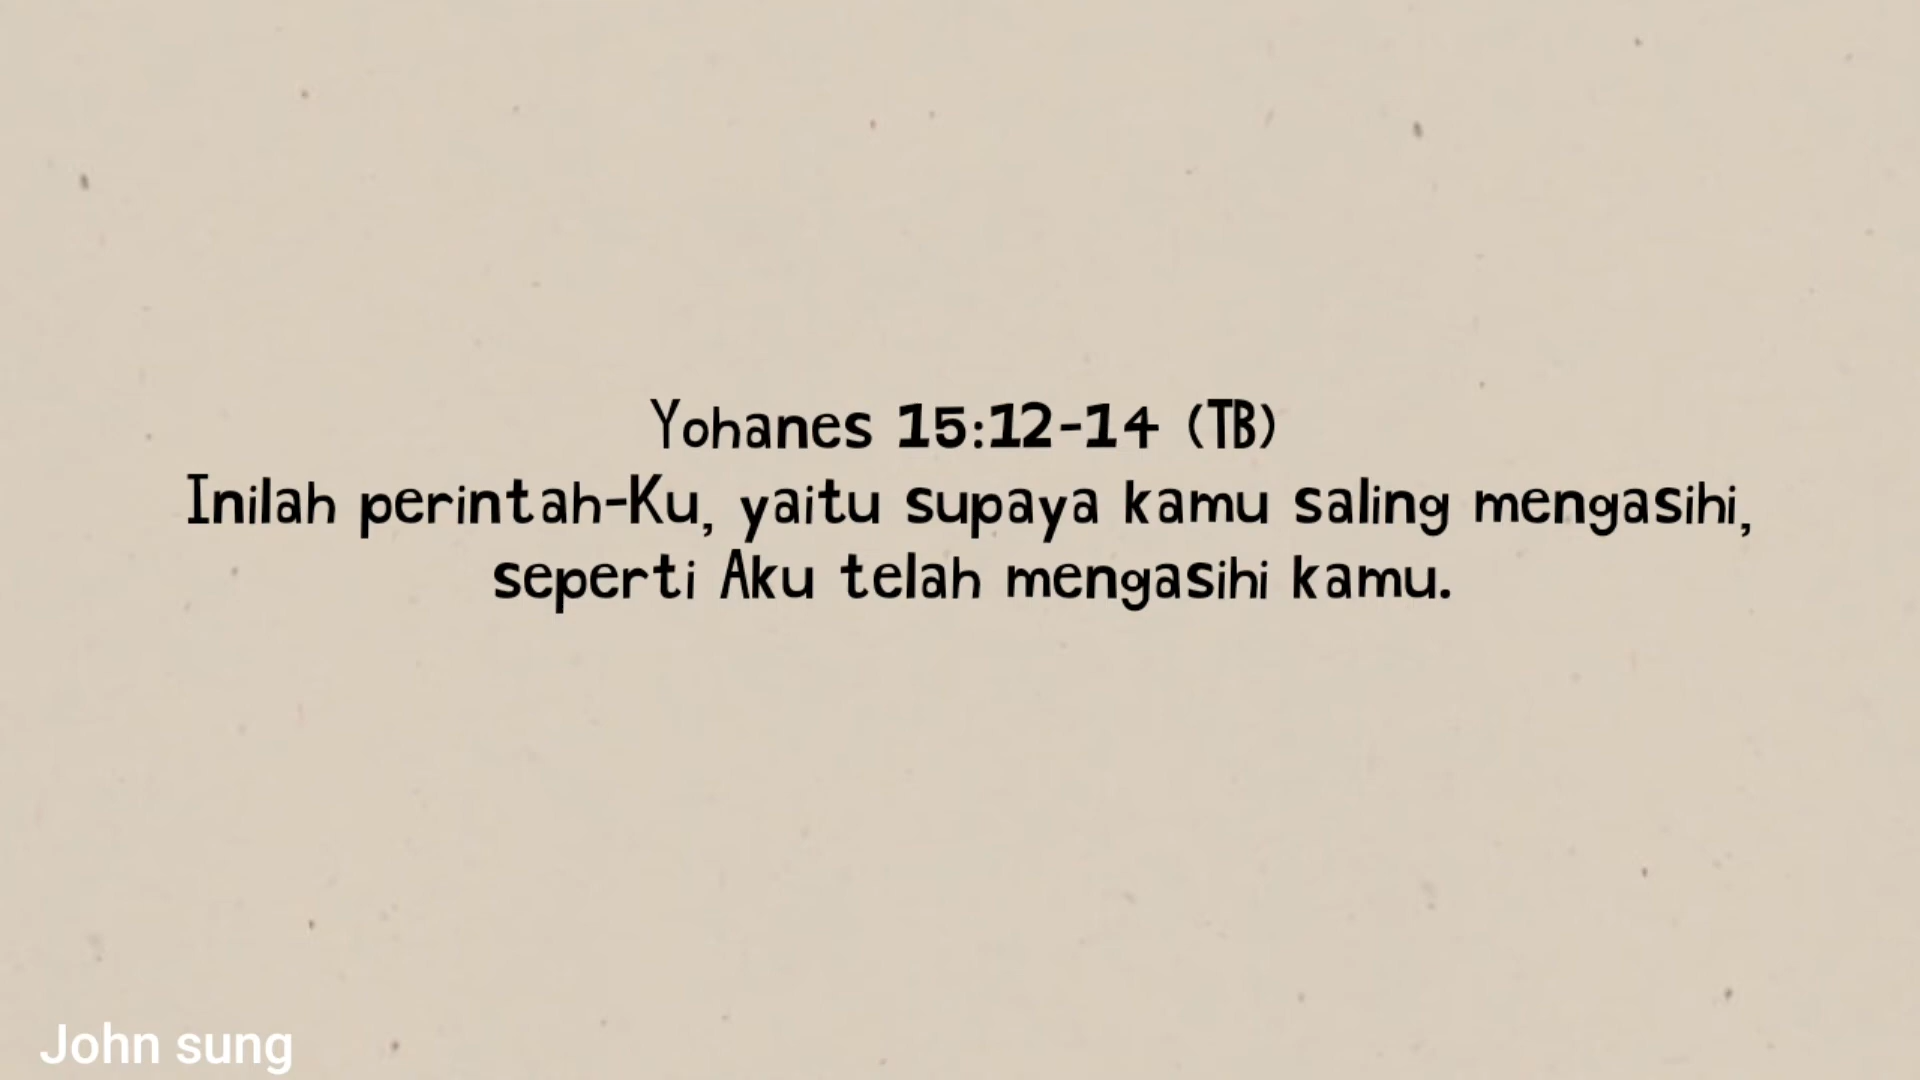 Yohanes 15:12-14 (TB)
Inilah perintah-Ku, yaitu supaya kamu saling mengasihi,
seperti Aku telah mengasihi kamu.
John sung